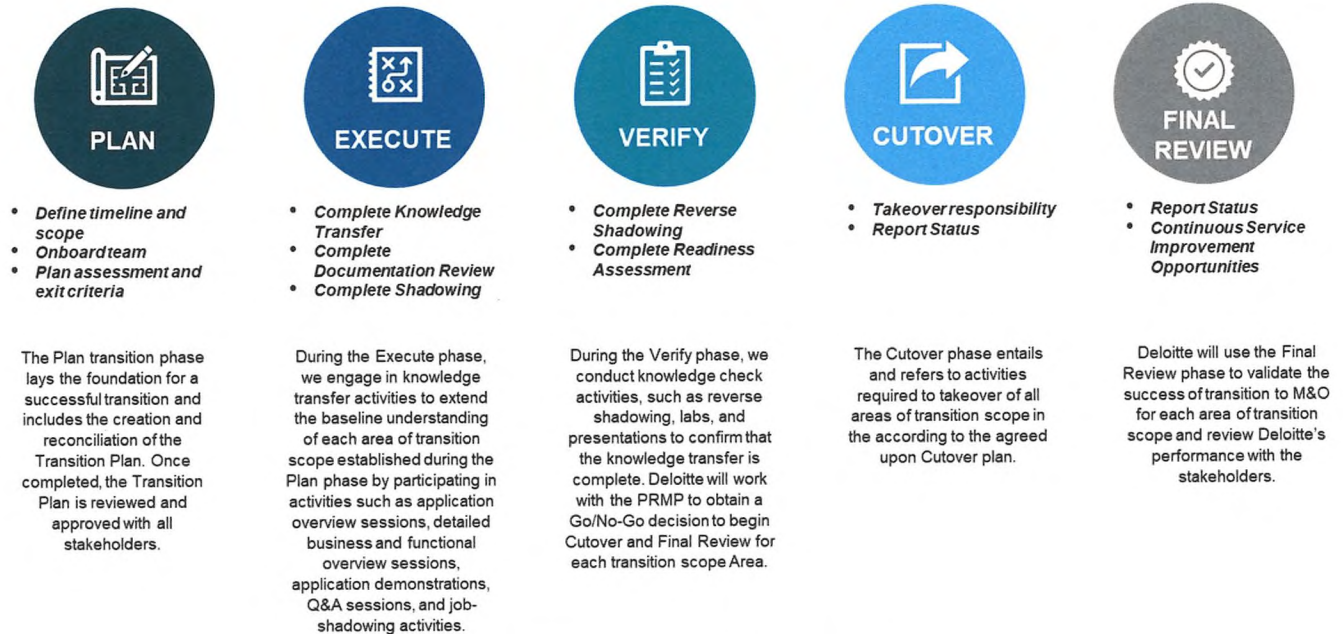 PLAN
• Define timeline and
scope
• Onboard team
• Plan assessment and
exit criteria
The Plan transition phase
lays the foundation for a
successful transition and
includes the creation and
reconciliation of the
Transition Plan. Once
completed, the Transition
Plan is reviewed and
approved with all
stakeholders.
EXECUTE
• Complete Knowledge
Transfer
• Complete
Documentation Review
• Complete Shadowing
During the Execute phase,
we engage in knowledge
transfer activities to extend
the baseline understanding
of each area of transition
scope established during the
Plan phase by participating in
activities such as application
overview sessions, detailed
business and functional
overview sessions,
application demonstrations,
Q&A sessions, and job-
shadowing activities.
VERIFY
• Complete Reverse
Shadowing
• Complete Readiness
Assessment
During the Verify phase, we
conduct knowledge check
activities, such as reverse
shadowing, labs, and
presentations to confirm that
the knowledge transfer is
complete. Deloitte will work
with the PRMP to obtain a
Go/No-Go decision to begin
Cutover and Final Review for
each transition scope Area.
CUTOVER
• Takeover responsibility
• Report Status
The Cutover phase entails
and refers to activities
required to takeover of all
areas of transition scope in
the according to the agreed
upon Cutover plan.
FINAL
REVIEW
• Report Status
• Continuous Service
Improvement
Opportunities
Deloitte will use the Final
Review phase to validate the
success of transition to M&O
for each area of transition
scope and review Deloitte's
performance with the
stakeholders.